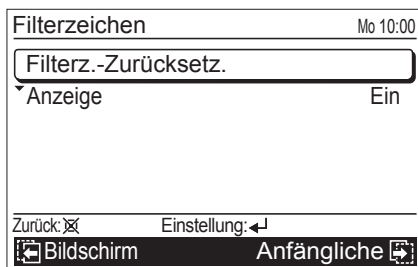 Filterzeichen Mo 10:00
Filterz.-Zurücksetz.
Anzeige Ein
Zurück: Einstellung:
Bildschirm Anfängliche